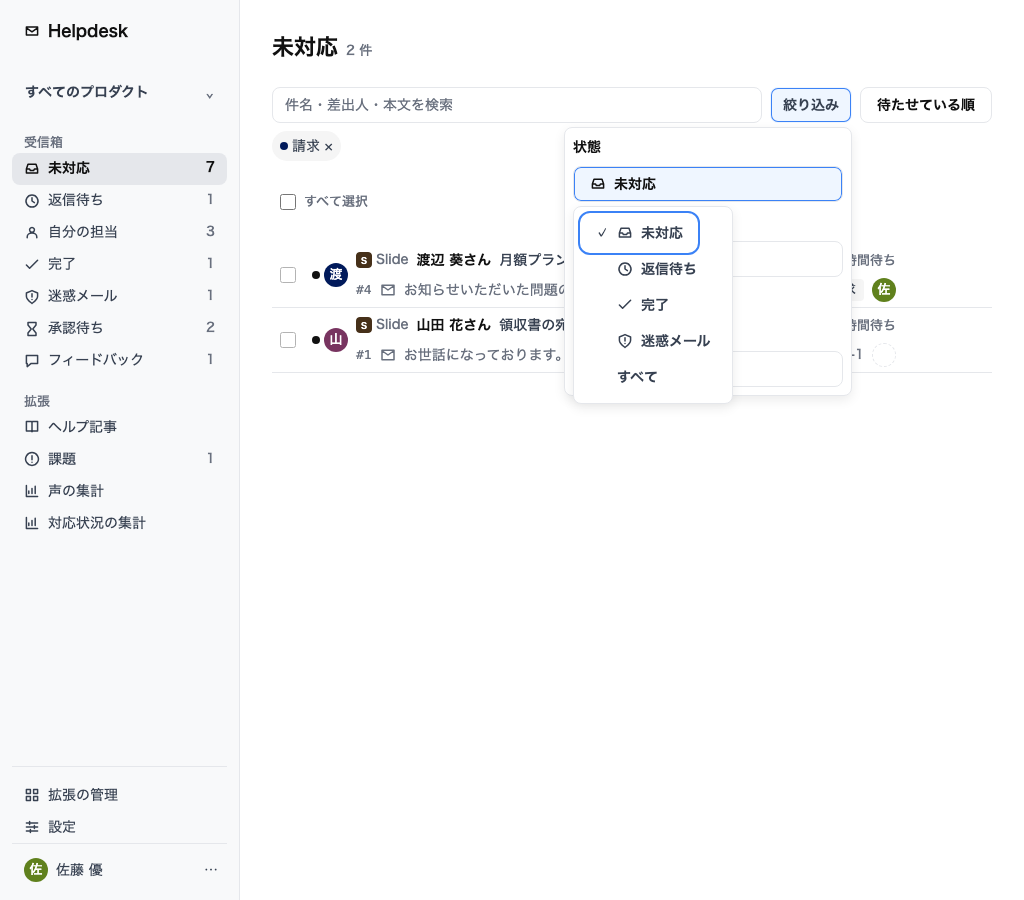 Helpdesk
すべてのプロダクト
受信箱
未対応 7
返信待ち 1
自分の担当 3
完了 1
迷惑メール 1
承認待ち 2
フィードバック 1
拡張
ヘルプ記事
課題 1
声の集計
対応状況の集計
拡張の管理
設定
佐 佐藤 優 …
未対応 2 件
件名・差出人・本文を検索 絞り込み 待たせている順
請求 ×
すべて選択
渡 S Slide 渡辺 葵さん 月額プラン 時間待ち
#4 お知らせいただいた問題の 佐
山 S Slide 山田 花さん 領収書の宛 時間待ち
#1 お世話になっております。 -1
状態
未対応
✓ 未対応
返信待ち
完了
迷惑メール
すべて